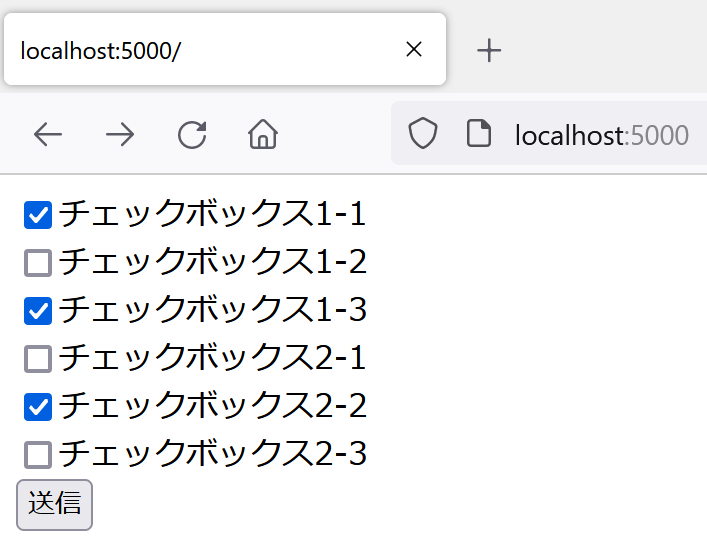 localhost:5000/
localhost:5000
チェックボックス1-1
チェックボックス1-2
チェックボックス1-3
チェックボックス2-1
チェックボックス2-2
チェックボックス2-3
送信